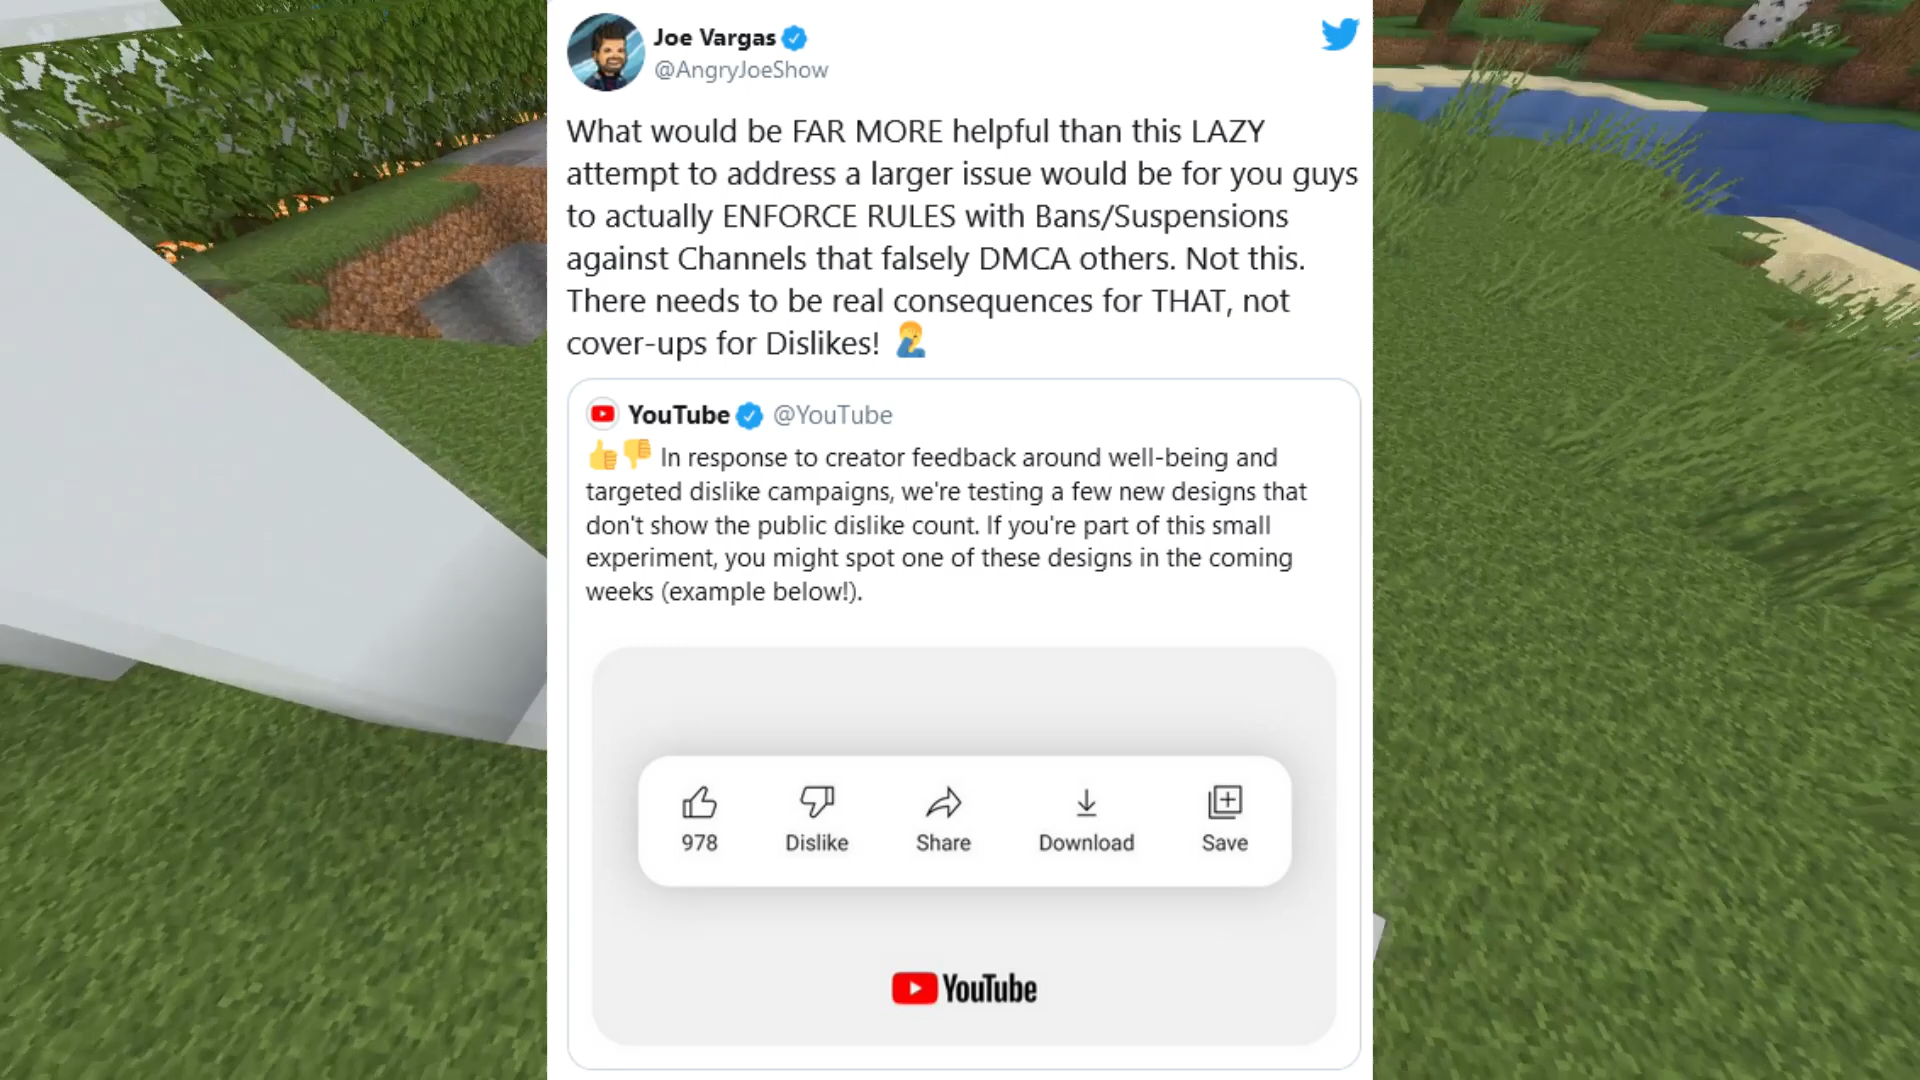 Joe Vargas
@AngryJoeShow
What would be FAR MORE helpful than this LAZY
attempt to address a larger issue would be for you guys
to actually ENFORCE RULES with Bans/Suspensions
against Channels that falsely DMCA others. Not this.
There needs to be real consequences for THAT, not
cover-ups for Dislikes! 🤦‍♂️
YouTube @YouTube
👍👎 In response to creator feedback around well-being and
targeted dislike campaigns, we're testing a few new designs that
don't show the public dislike count. If you're part of this small
experiment, you might spot one of these designs in the coming
weeks (example below!).
978 Dislike Share Download Save
YouTube